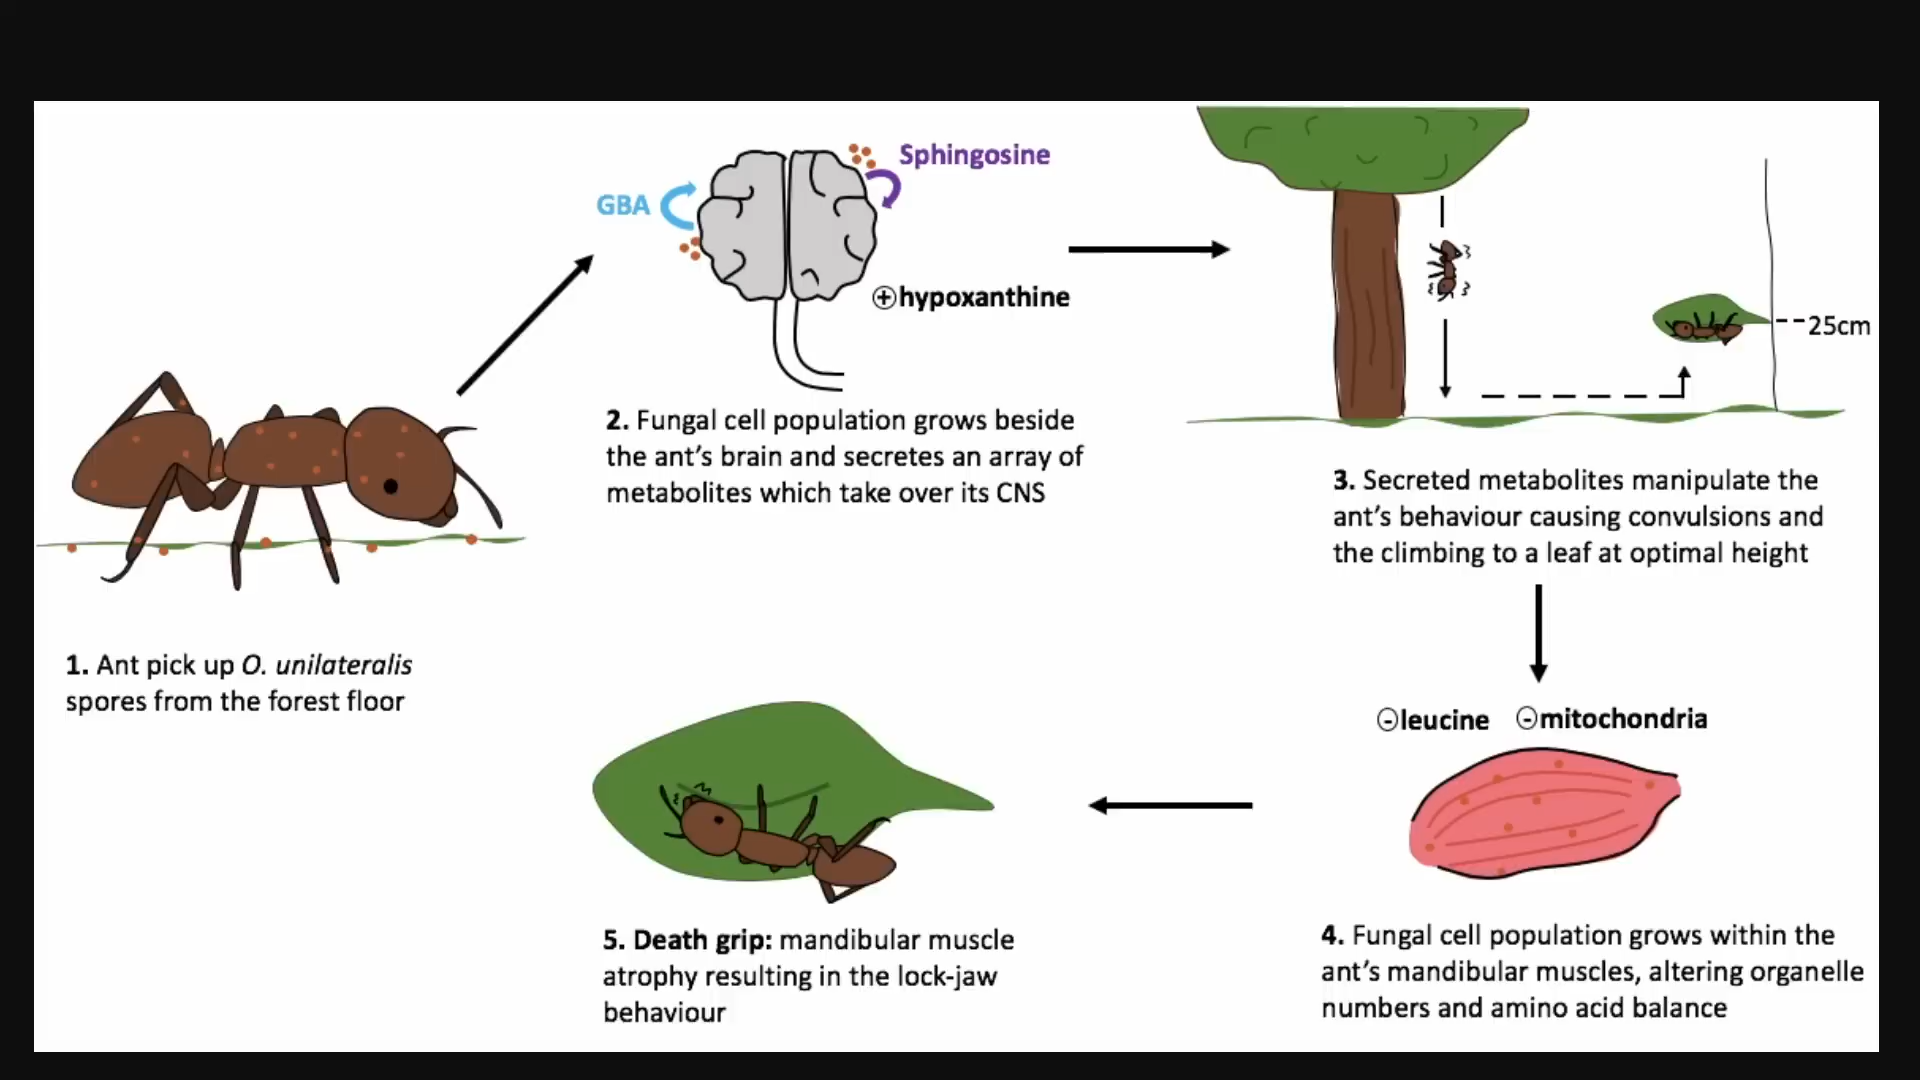 1. Ant pick up O. unilateralis
spores from the forest floor
GBA
Sphingosine
⊕hypoxanthine
2. Fungal cell population grows beside
the ant’s brain and secretes an array of
metabolites which take over its CNS
25cm
3. Secreted metabolites manipulate the
ant’s behaviour causing convulsions and
the climbing to a leaf at optimal height
⊖leucine ⊖mitochondria
4. Fungal cell population grows within the
ant’s mandibular muscles, altering organelle
numbers and amino acid balance
5. Death grip: mandibular muscle
atrophy resulting in the lock-jaw
behaviour